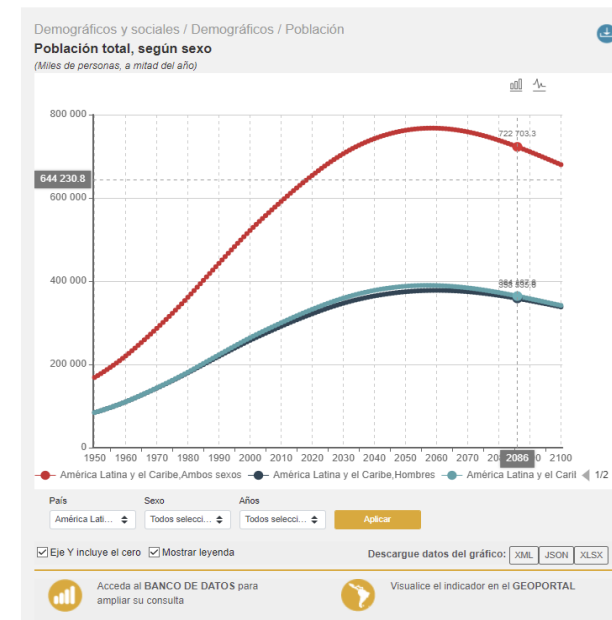 Demográficos y sociales / Demográficos / Población
Población total, según sexo
(Miles de personas, a mitad del año)
800 000
722 703.3
644 230.8
600 000
400 000
200 000
0
1950 1960 1970 1980 1990 2000 2010 2020 2030 2040 2050 2060 2070 2086 2100
América Latina y el Caribe,Ambos sexos América Latina y el Caribe,Hombres América Latina y el Caril 1/2
País Sexo Años
América Lati... Todos selecci... Todos selecci... Aplicar
Eje Y incluye el cero Mostrar leyenda Descargue datos del gráfico: XML JSON XLSX
Acceda al BANCO DE DATOS para Visualice el indicador en el GEOPORTAL
ampliar su consulta